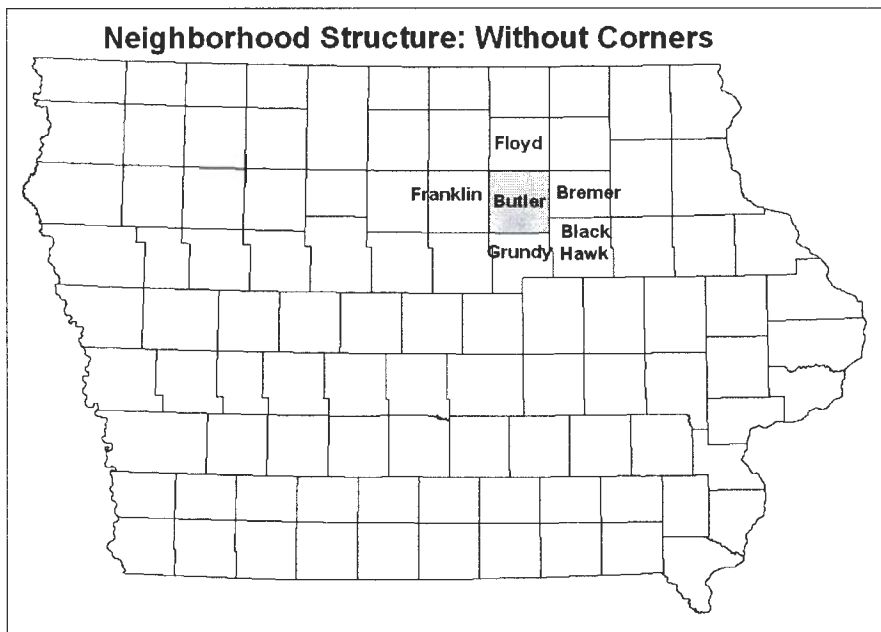 Neighborhood Structure: Without Corners
Floyd
Franklin
Butler
Bremer
Black
Hawk
Grundy